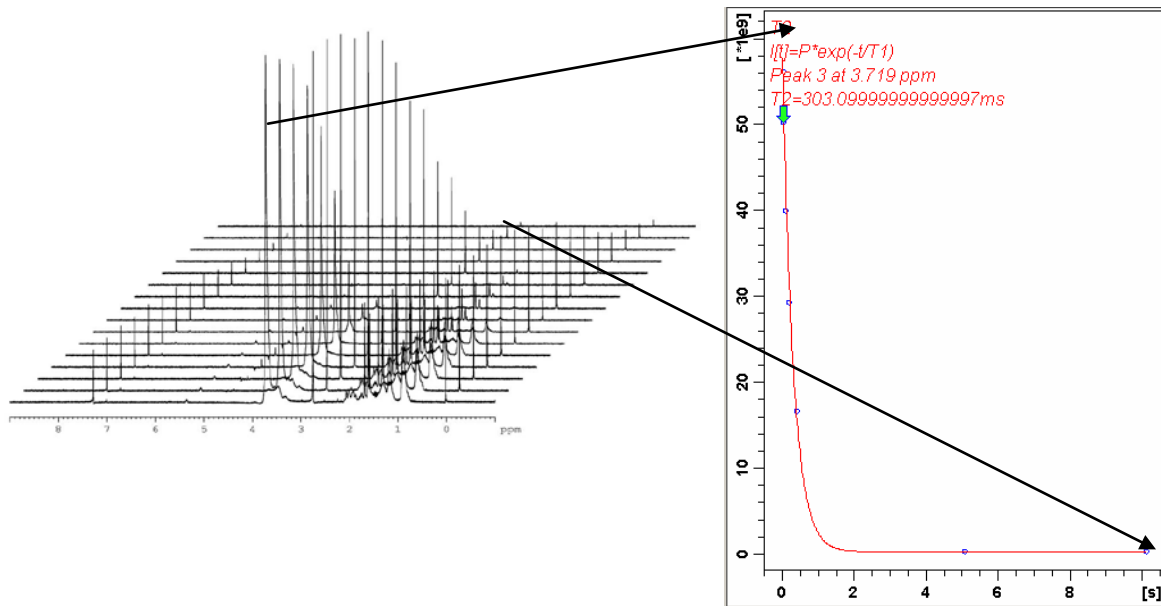 8 7 6 5 4 3 2 1 0 ppm
[*1e9]
T2
I[t]=P*exp(-t/T1)
Peak 3 at 3.719 ppm
T2=303.09999999999997ms
50
40
30
20
10
0
0 2 4 6 8 [s]